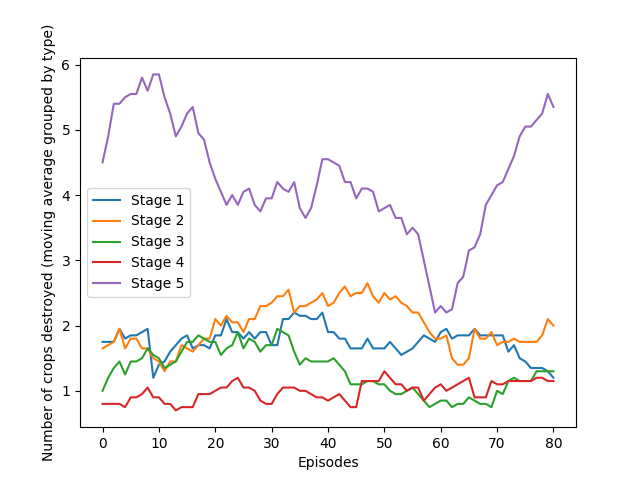 Number of crops destroyed (moving average grouped by type)
6
5
4
3
2
1
Stage 1
Stage 2
Stage 3
Stage 4
Stage 5
0 10 20 30 40 50 60 70 80
Episodes